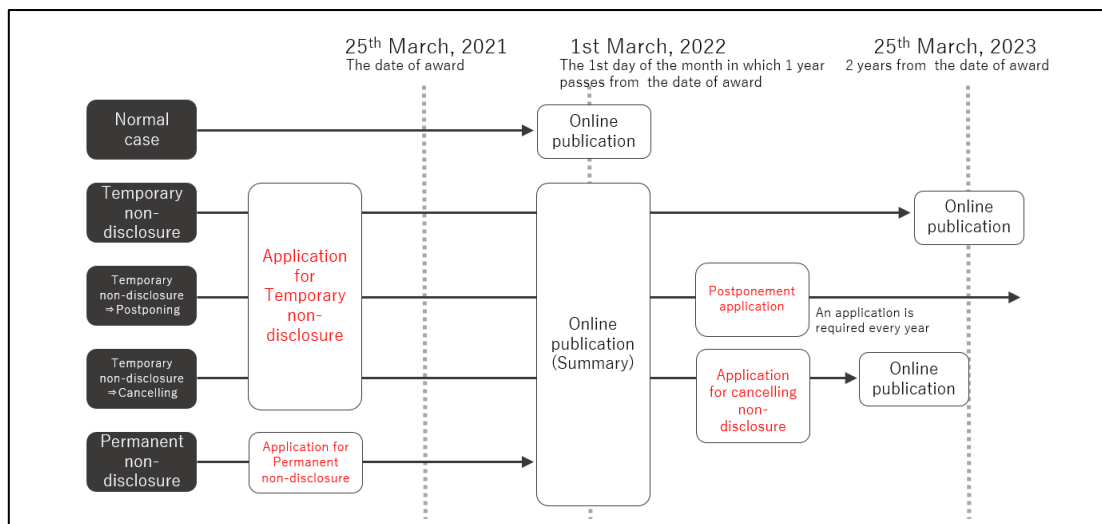 25th March, 2021
The date of award
1st March, 2022
The 1st day of the month in which 1 year
passes from the date of award
25th March, 2023
2 years from the date of award
Normal
case
Online
publication
Temporary
non-
disclosure
Application
for
Temporary
non-
disclosure
Online
publication
Temporary
non-disclosure
⇒Postponing
Online
publication
(Summary)
Postponement
application
An application is
required every year
Temporary
non-disclosure
⇒Cancelling
Application
for cancelling
non-
disclosure
Online
publication
Permanent
non-
disclosure
Application for
Permanent
non-disclosure